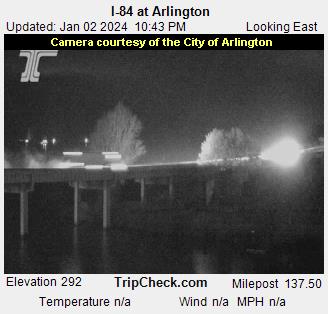 I-84 at Arlington
Updated: Jan 02 2024 10:43 PM Looking East
Camera courtesy of the City of Arlington
Elevation 292 TripCheck.com Milepost 137.50
Temperature n/a Wind n/a MPH n/a